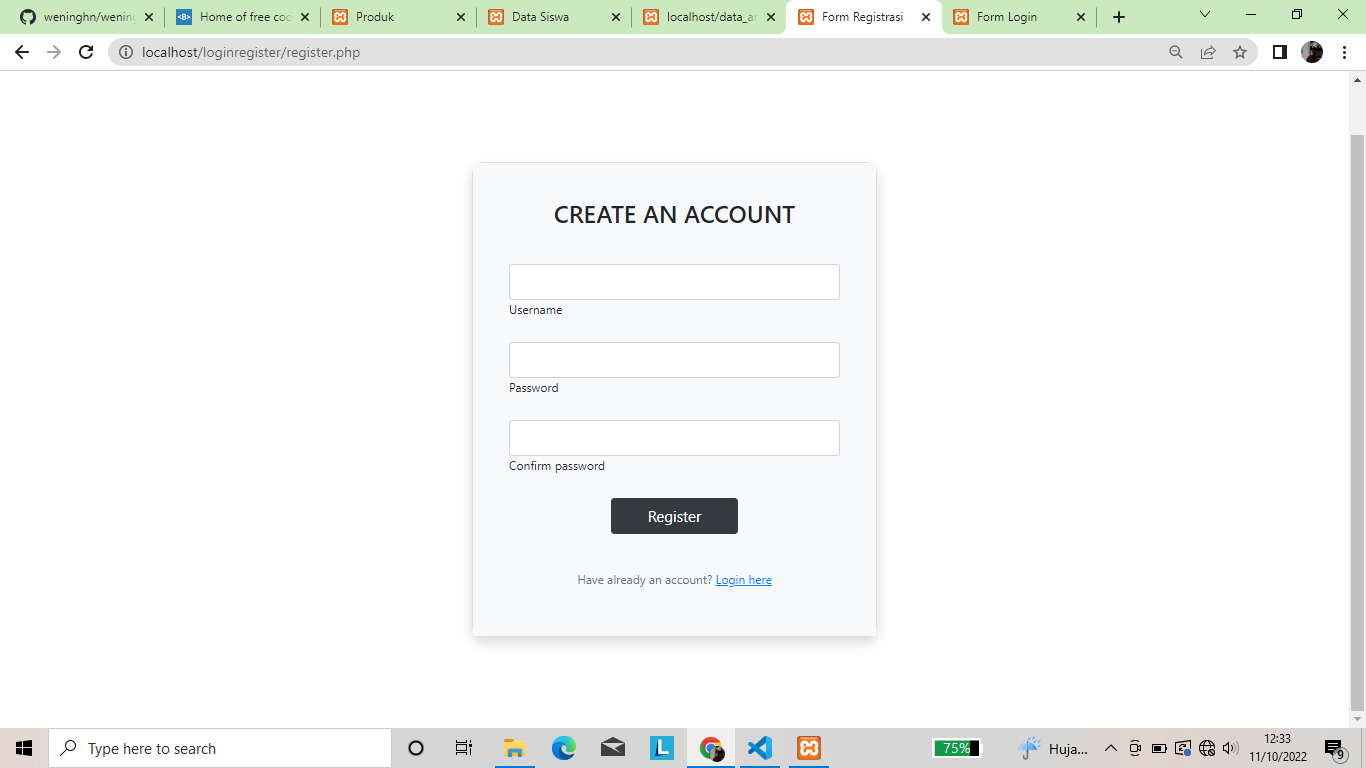 weninghn/wening
Home of free cod
Produk
Data Siswa
localhost/data_ar
Form Registrasi
Form Login
localhost/loginregister/register.php
CREATE AN ACCOUNT
Username
Password
Confirm password
Register
Have already an account? Login here
Type here to search
L
75%
Huja...
12:33
11/10/2022
9